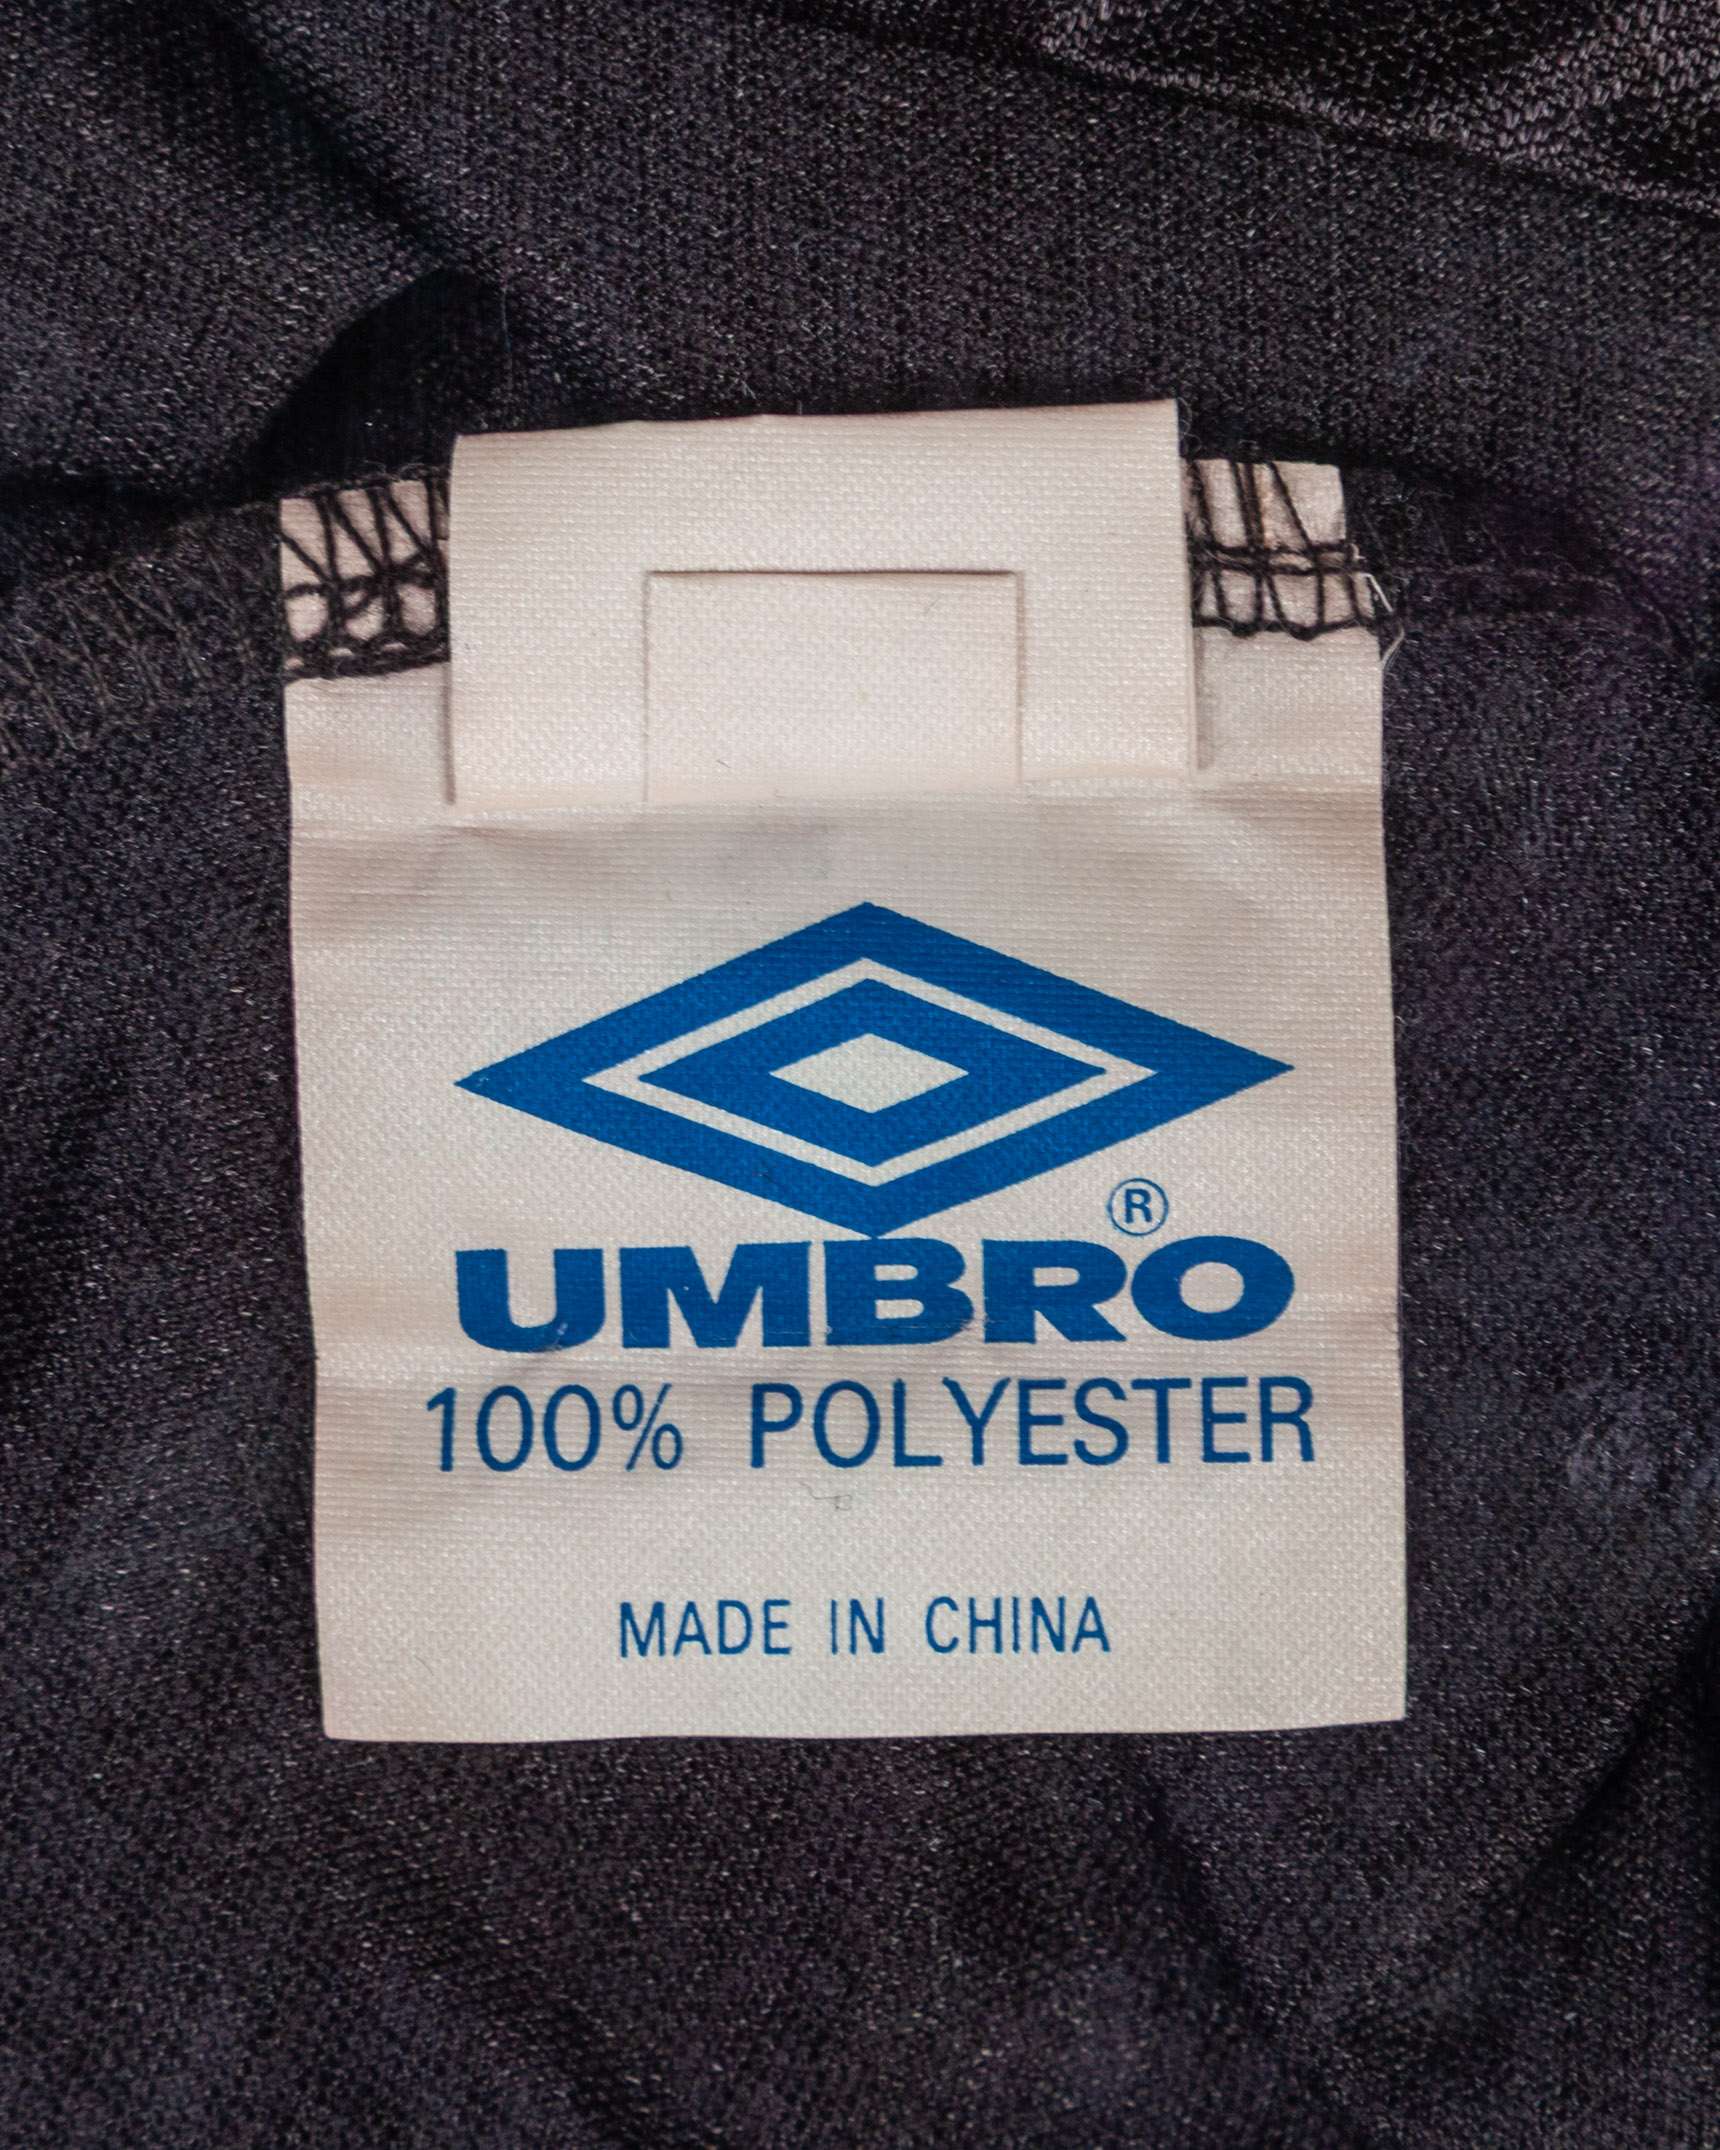 ®
UMBRO
100% POLYESTER
MADE IN CHINA